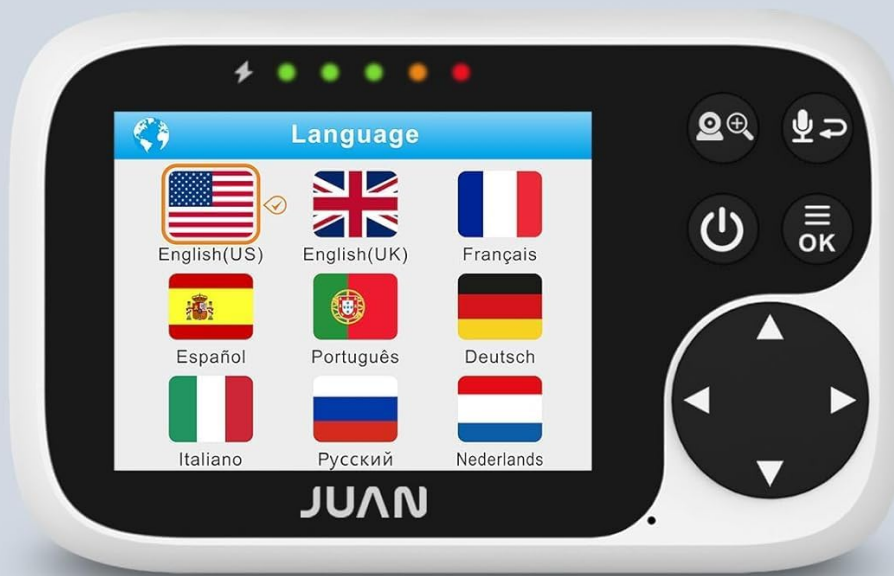 Language
English(US)
English(UK)
Français
Español
Português
Deutsch
Italiano
Русский
Nederlands
OK
JUAN